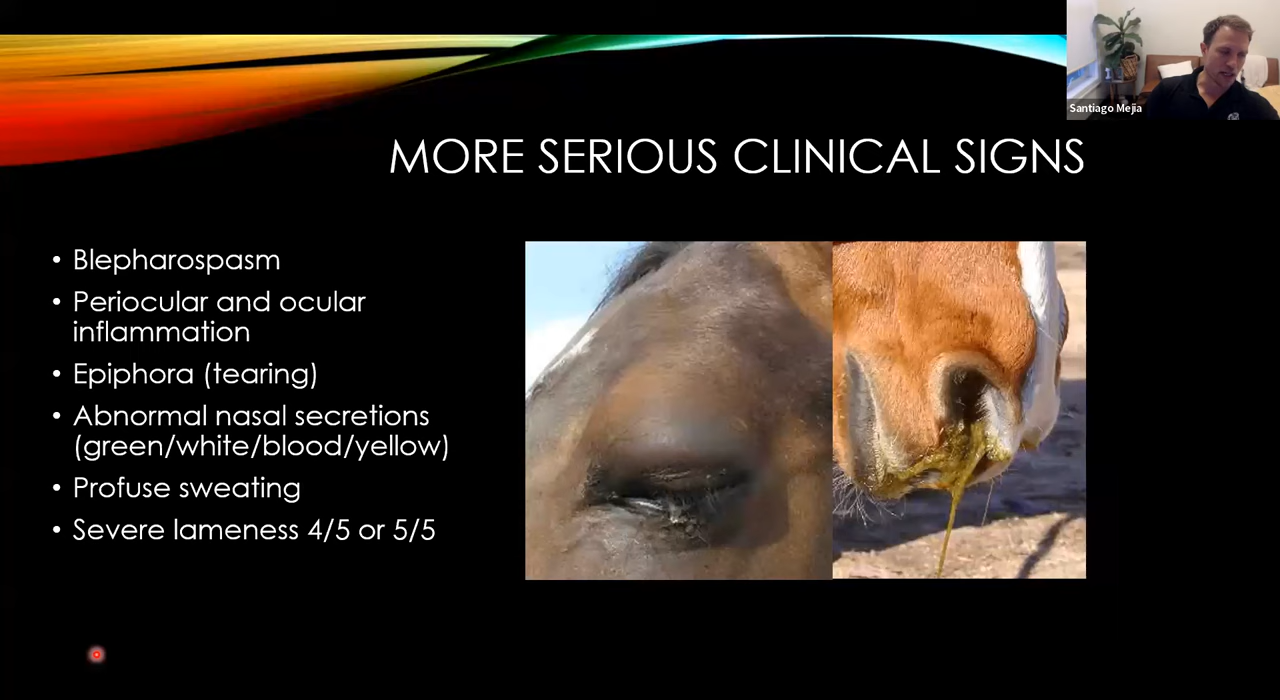 Santiago Mejia
MORE SERIOUS CLINICAL SIGNS
• Blepharospasm
• Periocular and ocular
inflammation
• Epiphora (tearing)
• Abnormal nasal secretions
(green/white/blood/yellow)
• Profuse sweating
• Severe lameness 4/5 or 5/5